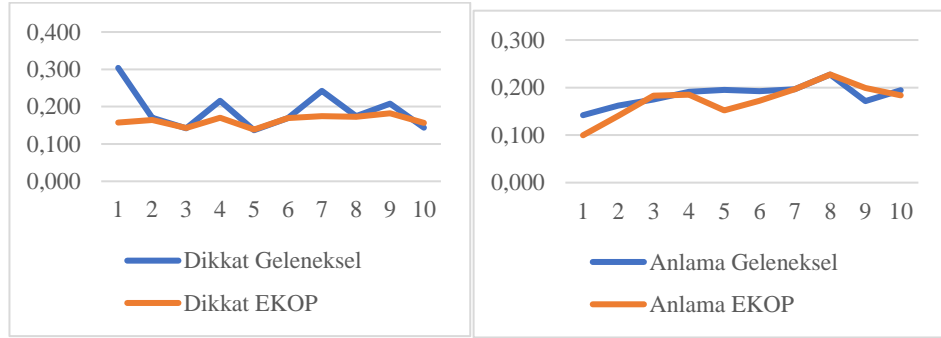 0,400
0,300
0,200
0,100
0,000
1 2 3 4 5 6 7 8 9 10
Dikkat Geleneksel
Dikkat EKOP
0,300
0,200
0,100
0,000
1 2 3 4 5 6 7 8 9 10
Anlama Geleneksel
Anlama EKOP